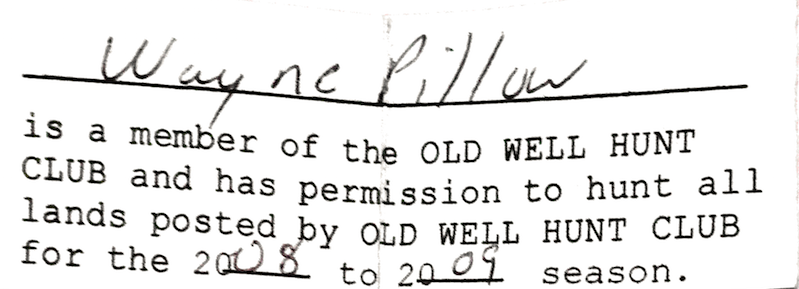 Wayne Pillow
is a member of the OLD WELL HUNT
CLUB and has permission to hunt all
lands posted by OLD WELL HUNT CLUB
for the 2008 to 2009 season.